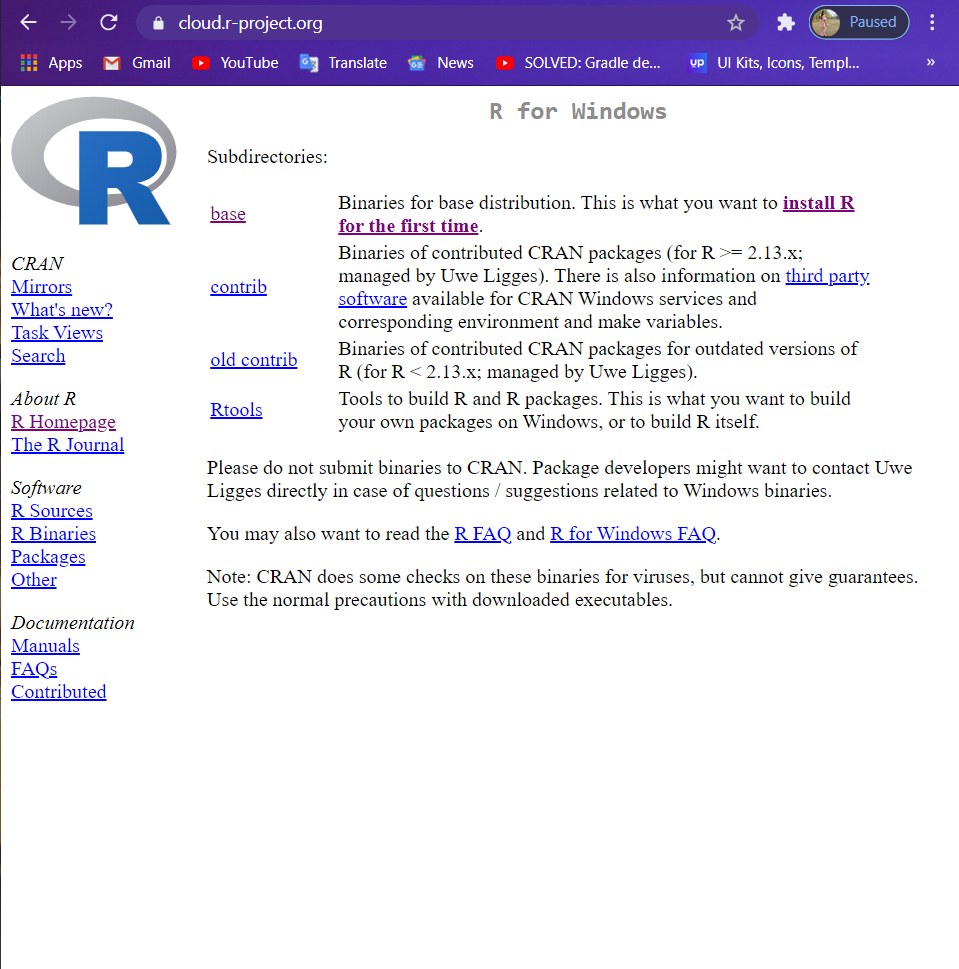 cloud.r-project.org
Paused
Apps
Gmail
YouTube
Translate
News
SOLVED: Gradle de...
UI Kits, Icons, Templ...
»
R
R for Windows
Subdirectories:
base
Binaries for base distribution. This is what you want to install R
for the first time.
contrib
Binaries of contributed CRAN packages (for R >= 2.13.x;
managed by Uwe Ligges). There is also information on third party
software available for CRAN Windows services and
corresponding environment and make variables.
old contrib
Binaries of contributed CRAN packages for outdated versions of
R (for R < 2.13.x; managed by Uwe Ligges).
Rtools
Tools to build R and R packages. This is what you want to build
your own packages on Windows, or to build R itself.
Please do not submit binaries to CRAN. Package developers might want to contact Uwe
Ligges directly in case of questions / suggestions related to Windows binaries.
You may also want to read the R FAQ and R for Windows FAQ.
Note: CRAN does some checks on these binaries for viruses, but cannot give guarantees.
Use the normal precautions with downloaded executables.
CRAN
Mirrors
What's new?
Task Views
Search
About R
R Homepage
The R Journal
Software
R Sources
R Binaries
Packages
Other
Documentation
Manuals
FAQs
Contributed